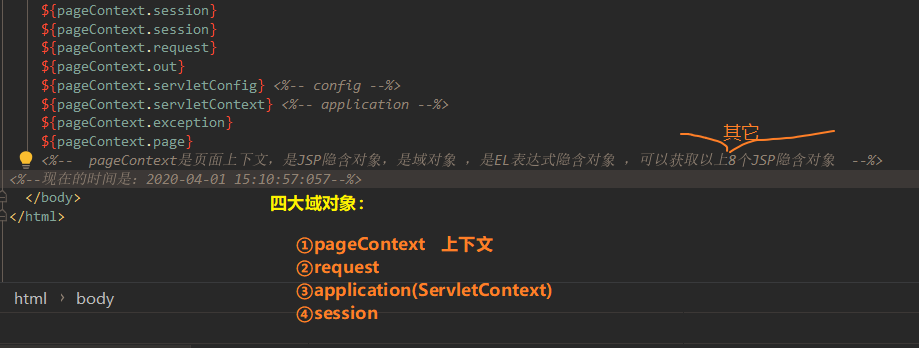 ${pageContext.session}
${pageContext.session}
${pageContext.request}
${pageContext.out}
${pageContext.servletConfig} <%-- config --%>
${pageContext.servletContext} <%-- application --%>
${pageContext.exception}
其它
${pageContext.page}
<%-- pageContext是页面上下文，是JSP隐含对象，是域对象 ，是EL表达式隐含对象 ，可以获取以上8个JSP隐含对象 --%>
<%--现在的时间是：2020-04-01 15:10:57:057--%>
</body>
</html>
四大域对象：
①pageContext 上下文
②request
③application(ServletContext)
④session
html › body